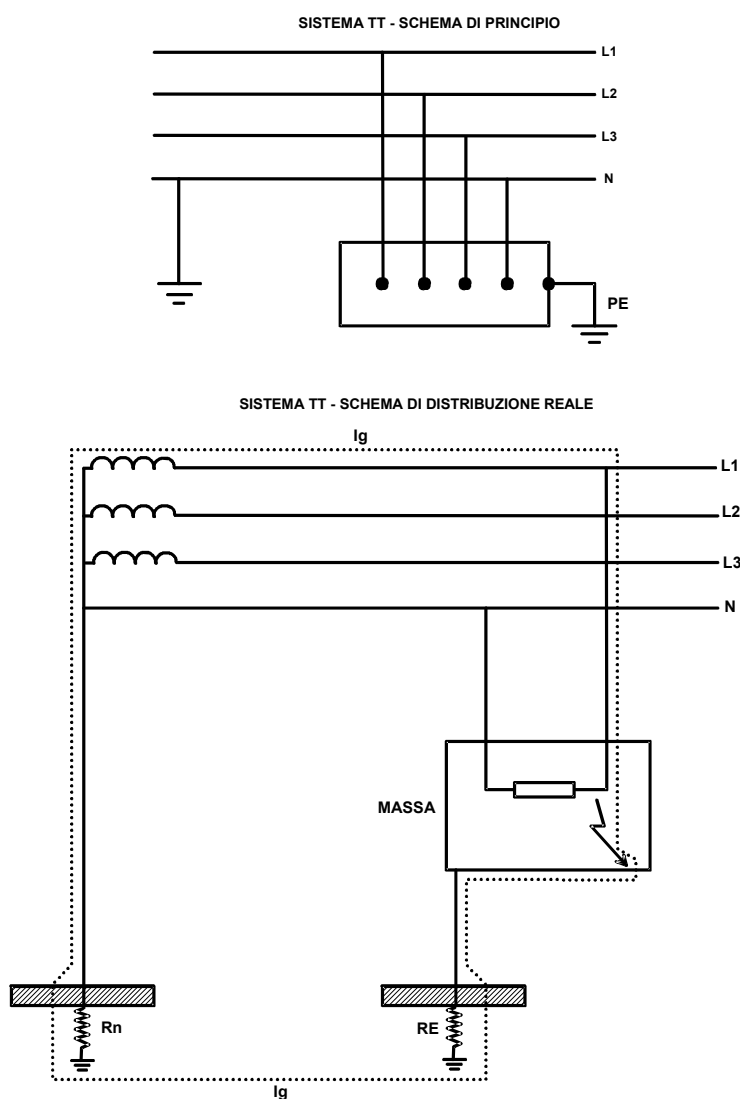 SISTEMA TT - SCHEMA DI PRINCIPIO
L1
L2
L3
N
PE
SISTEMA TT - SCHEMA DI DISTRIBUZIONE REALE
Ig
L1
L2
L3
N
MASSA
Rn
RE
Ig